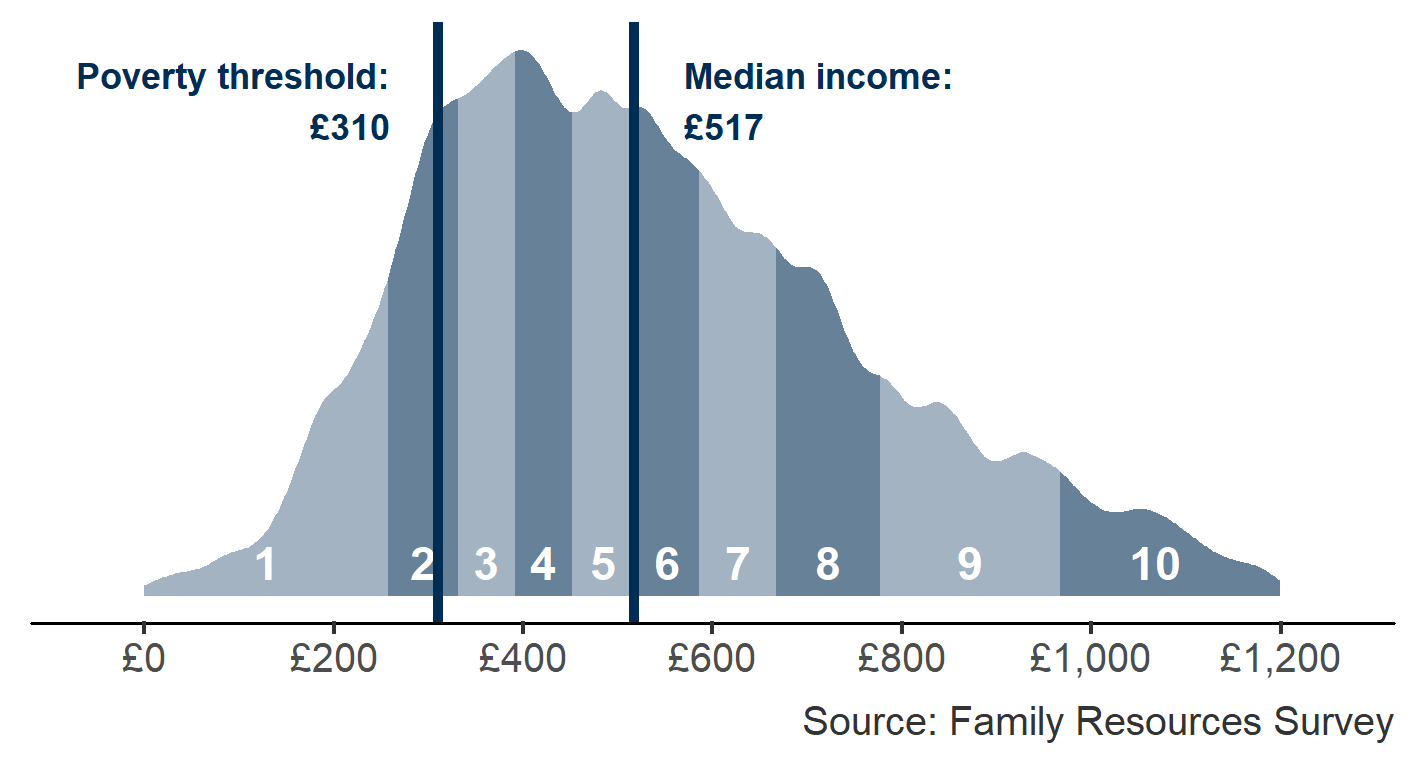 Poverty threshold:
£310
Median income:
£517
1 2 3 4 5 6 7 8 9 10
£0 £200 £400 £600 £800 £1,000 £1,200
Source: Family Resources Survey